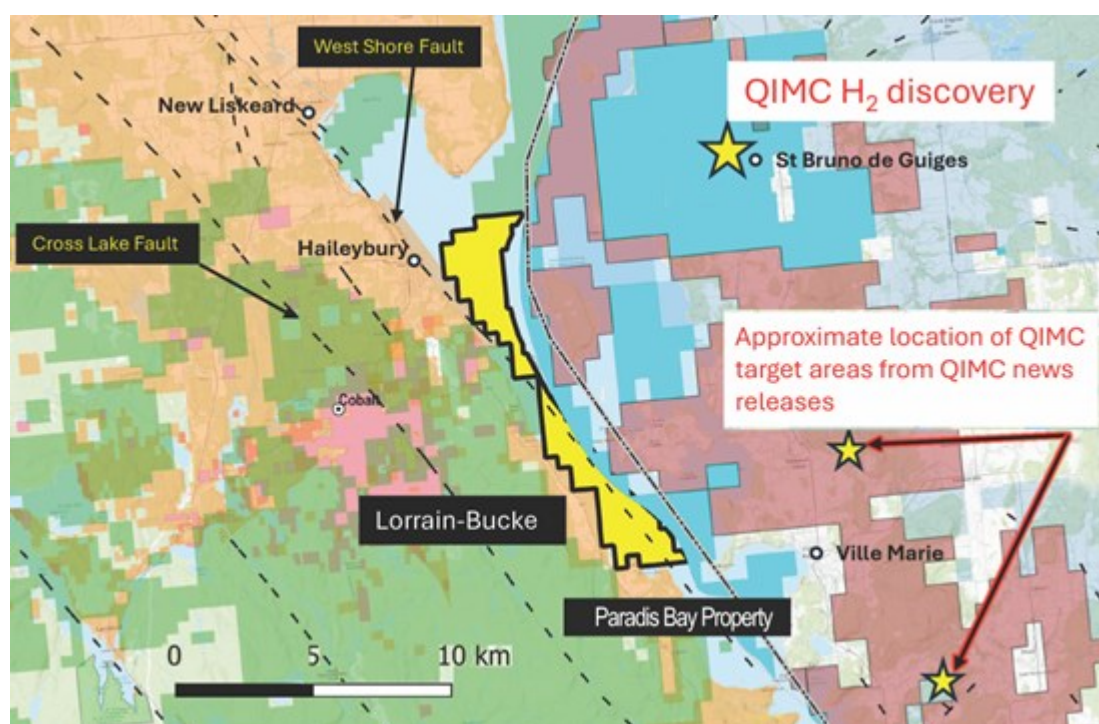 West Shore Fault
New Liskeard
QIMC H₂ discovery
St Bruno de Guiges
Cross Lake Fault
Haileybury
Approximate location of QIMC
target areas from QIMC news
releases
Cobalt
Lorrain-Bucke
Ville Marie
Paradis Bay Property
0 5 10 km